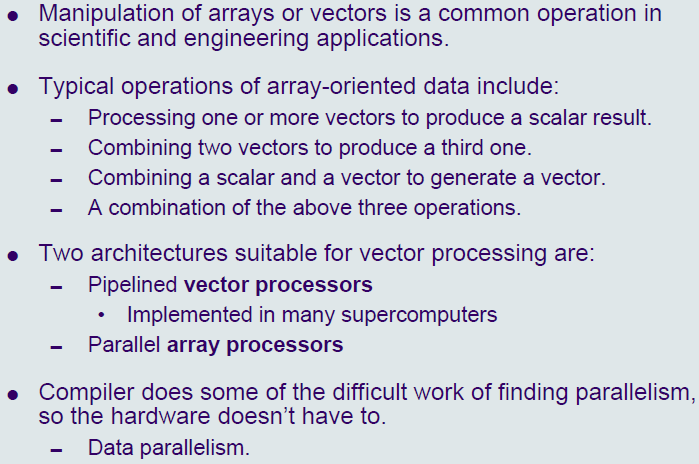 ● Manipulation of arrays or vectors is a common operation in
scientific and engineering applications.
● Typical operations of array-oriented data include:
– Processing one or more vectors to produce a scalar result.
– Combining two vectors to produce a third one.
– Combining a scalar and a vector to generate a vector.
– A combination of the above three operations.
● Two architectures suitable for vector processing are:
– Pipelined vector processors
• Implemented in many supercomputers
– Parallel array processors
● Compiler does some of the difficult work of finding parallelism,
so the hardware doesn't have to.
– Data parallelism.